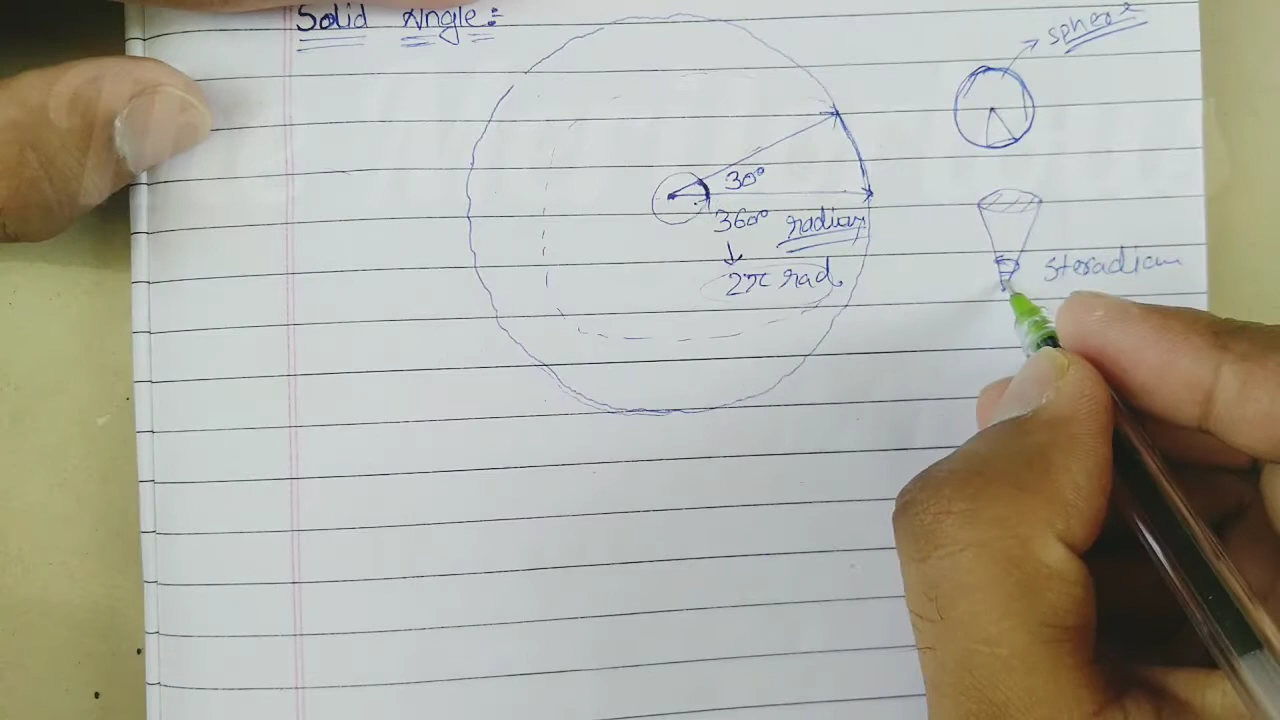 Solid Angle:
sphere
30°
360° radian
2π rad.
steradian